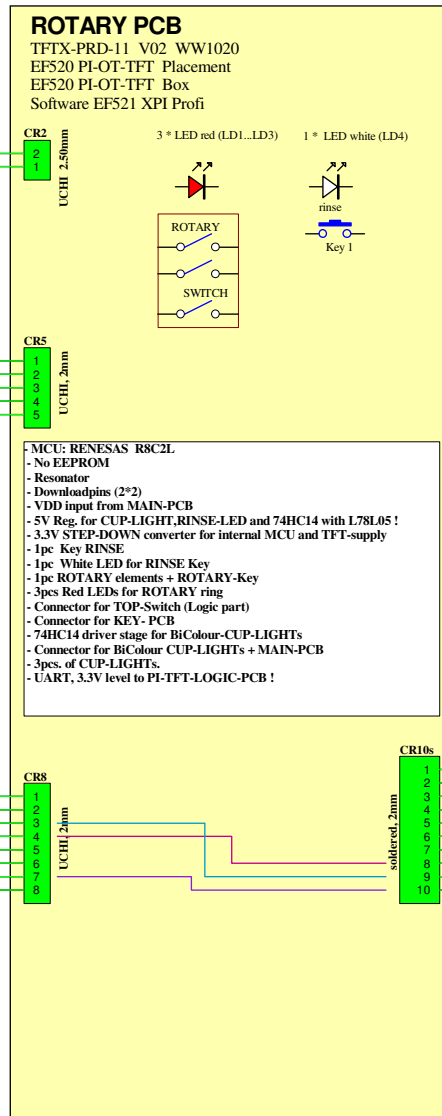 ROTARY PCB
TFTX-PRD-11 V02 WW1020
EF520 PI-OT-TFT Placement
EF520 PI-OT-TFT Box
Software EF521 XPI Profi
CR2
2
1
UCHI 2.50mm
3 * LED red (LD1...LD3)
1 * LED white (LD4)
rinse
Key 1
ROTARY
SWITCH
CR5
1
2
3
4
5
UCHI, 2mm
- MCU: RENESAS R8C2L
- No EEPROM
- Resonator
- Downloadpins (2*2)
- VDD input from MAIN-PCB
- 5V Reg. for CUP-LIGHT,RINSE-LED and 74HC14 with L78L05 !
- 3.3V STEP-DOWN converter for internal MCU and TFT-supply
- 1pc Key RINSE
- 1pc White LED for RINSE Key
- 1pc ROTARY elements + ROTARY-Key
- 3pcs Red LEDs for ROTARY ring
- Connector for TOP-Switch (Logic part)
- Connector for KEY- PCB
- 74HC14 driver stage for BiColour-CUP-LIGHTs
- Connector for BiColour CUP-LIGHTs + MAIN-PCB
- 3pcs. of CUP-LIGHTs.
- UART, 3.3V level to PI-TFT-LOGIC-PCB !
CR8
1
2
3
4
5
6
7
8
UCHI, 2mm
CR10s
1
2
3
4
5
6
7
8
9
10
soldered, 2mm